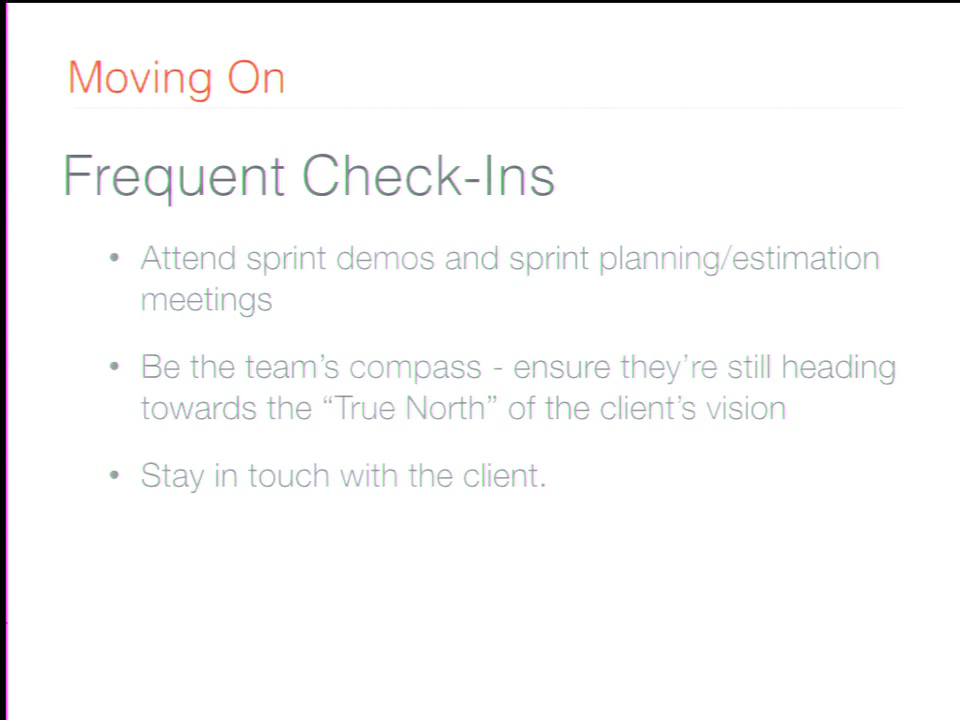 Moving On
Frequent Check-Ins
• Attend sprint demos and sprint planning/estimation
meetings
• Be the team’s compass - ensure they’re still heading
towards the “True North” of the client’s vision
• Stay in touch with the client.